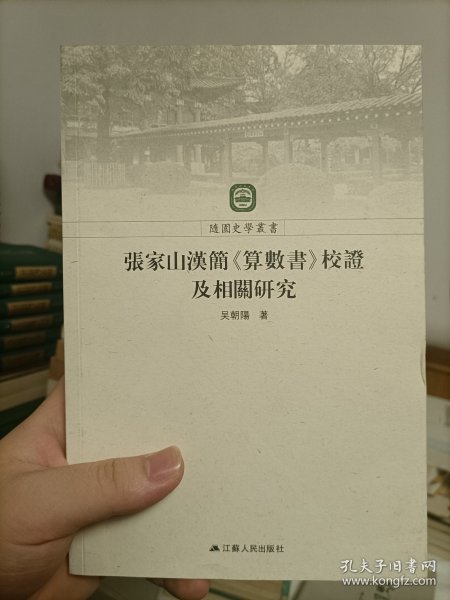 隨園史學叢書
張家山漢簡《算數書》校證
及相關研究
吴朝陽 著
江蘇人民出版社
孔夫子旧书网
www.kongfz.com